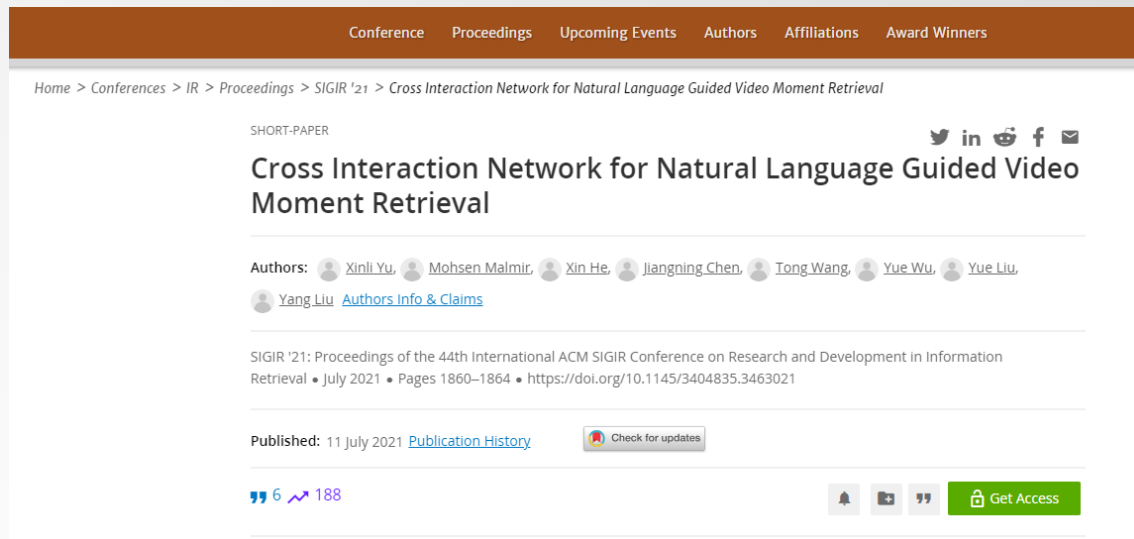 Conference Proceedings Upcoming Events Authors Affiliations Award Winners
Home > Conferences > IR > Proceedings > SIGIR '21 > Cross Interaction Network for Natural Language Guided Video Moment Retrieval
SHORT-PAPER
Cross Interaction Network for Natural Language Guided Video
Moment Retrieval
Authors: Xinli Yu, Mohsen Malmir, Xin He, Jiangning Chen, Tong Wang, Yue Wu, Yue Liu,
Yang Liu Authors Info & Claims
SIGIR '21: Proceedings of the 44th International ACM SIGIR Conference on Research and Development in Information
Retrieval • July 2021 • Pages 1860–1864 • https://doi.org/10.1145/3404835.3463021
Published: 11 July 2021 Publication History Check for updates
6 188 Get Access